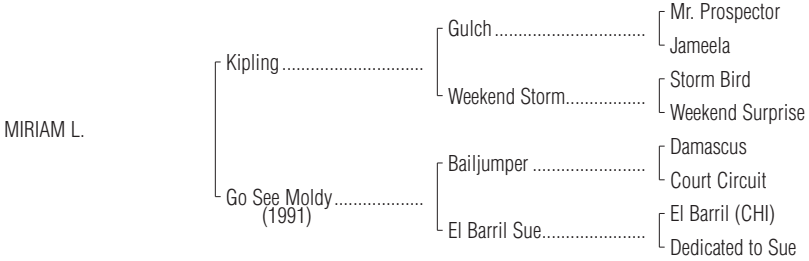 Mr. Prospector
Gulch ....................................
Jameela
Kipling ..................................
Storm Bird
Weekend Storm...................
Weekend Surprise
MIRIAM L.
Damascus
Bailjumper ...........................
Court Circuit
Go See Moldy.....................
(1991)
El Barril (CHI)
El Barril Sue.........................
Dedicated to Sue